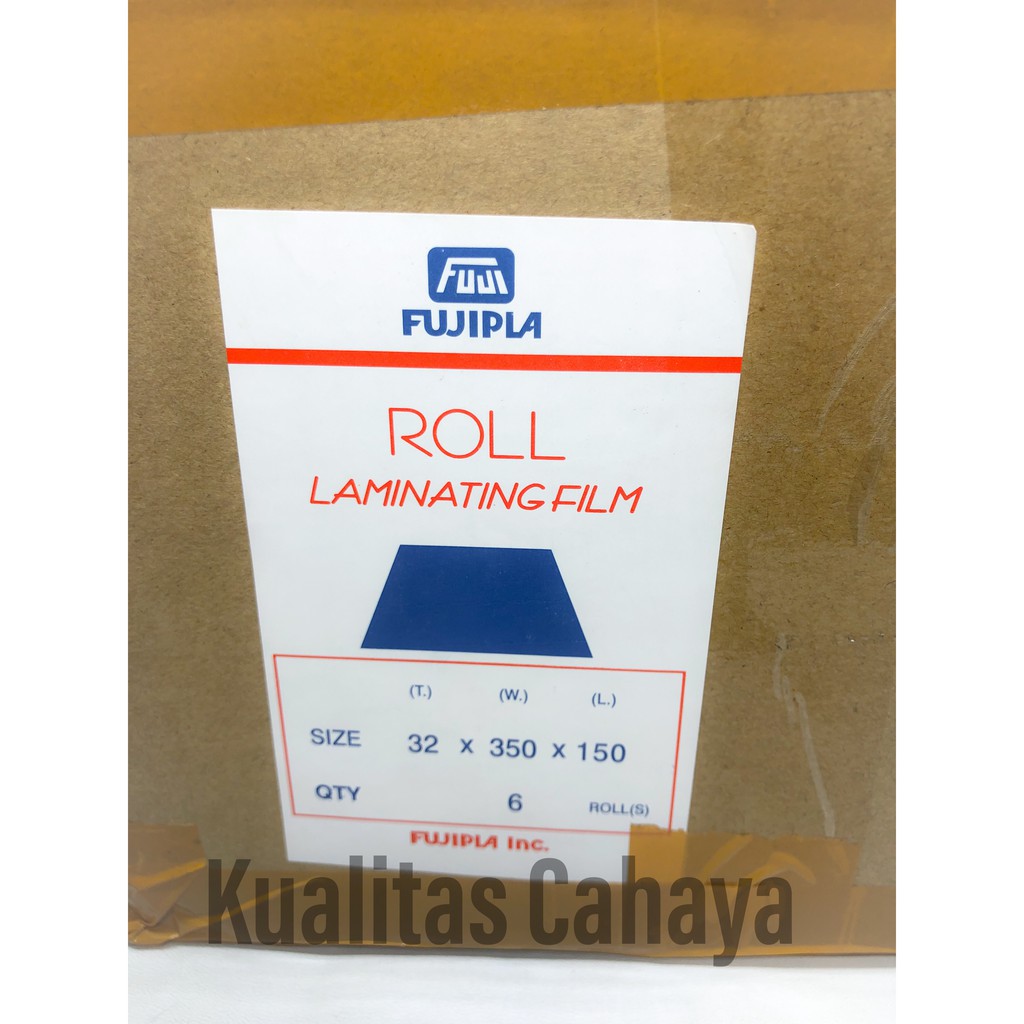 FUJI
FUJIPLA
ROLL
LAMINATING FILM
(T.) (W.) (L.)
SIZE 32 x 350 x 150
QTY 6 ROLL(S)
FUJIPLA Inc.
Kualitas Cahaya